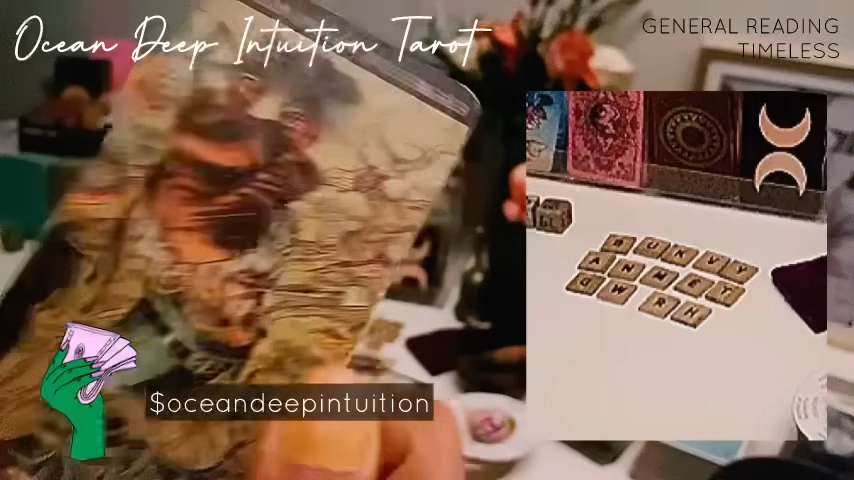 Ocean Deep Intuition Tarot
GENERAL READING
TIMELESS
$oceandeepintuition
R U K V Y
A N M E T
G W R H